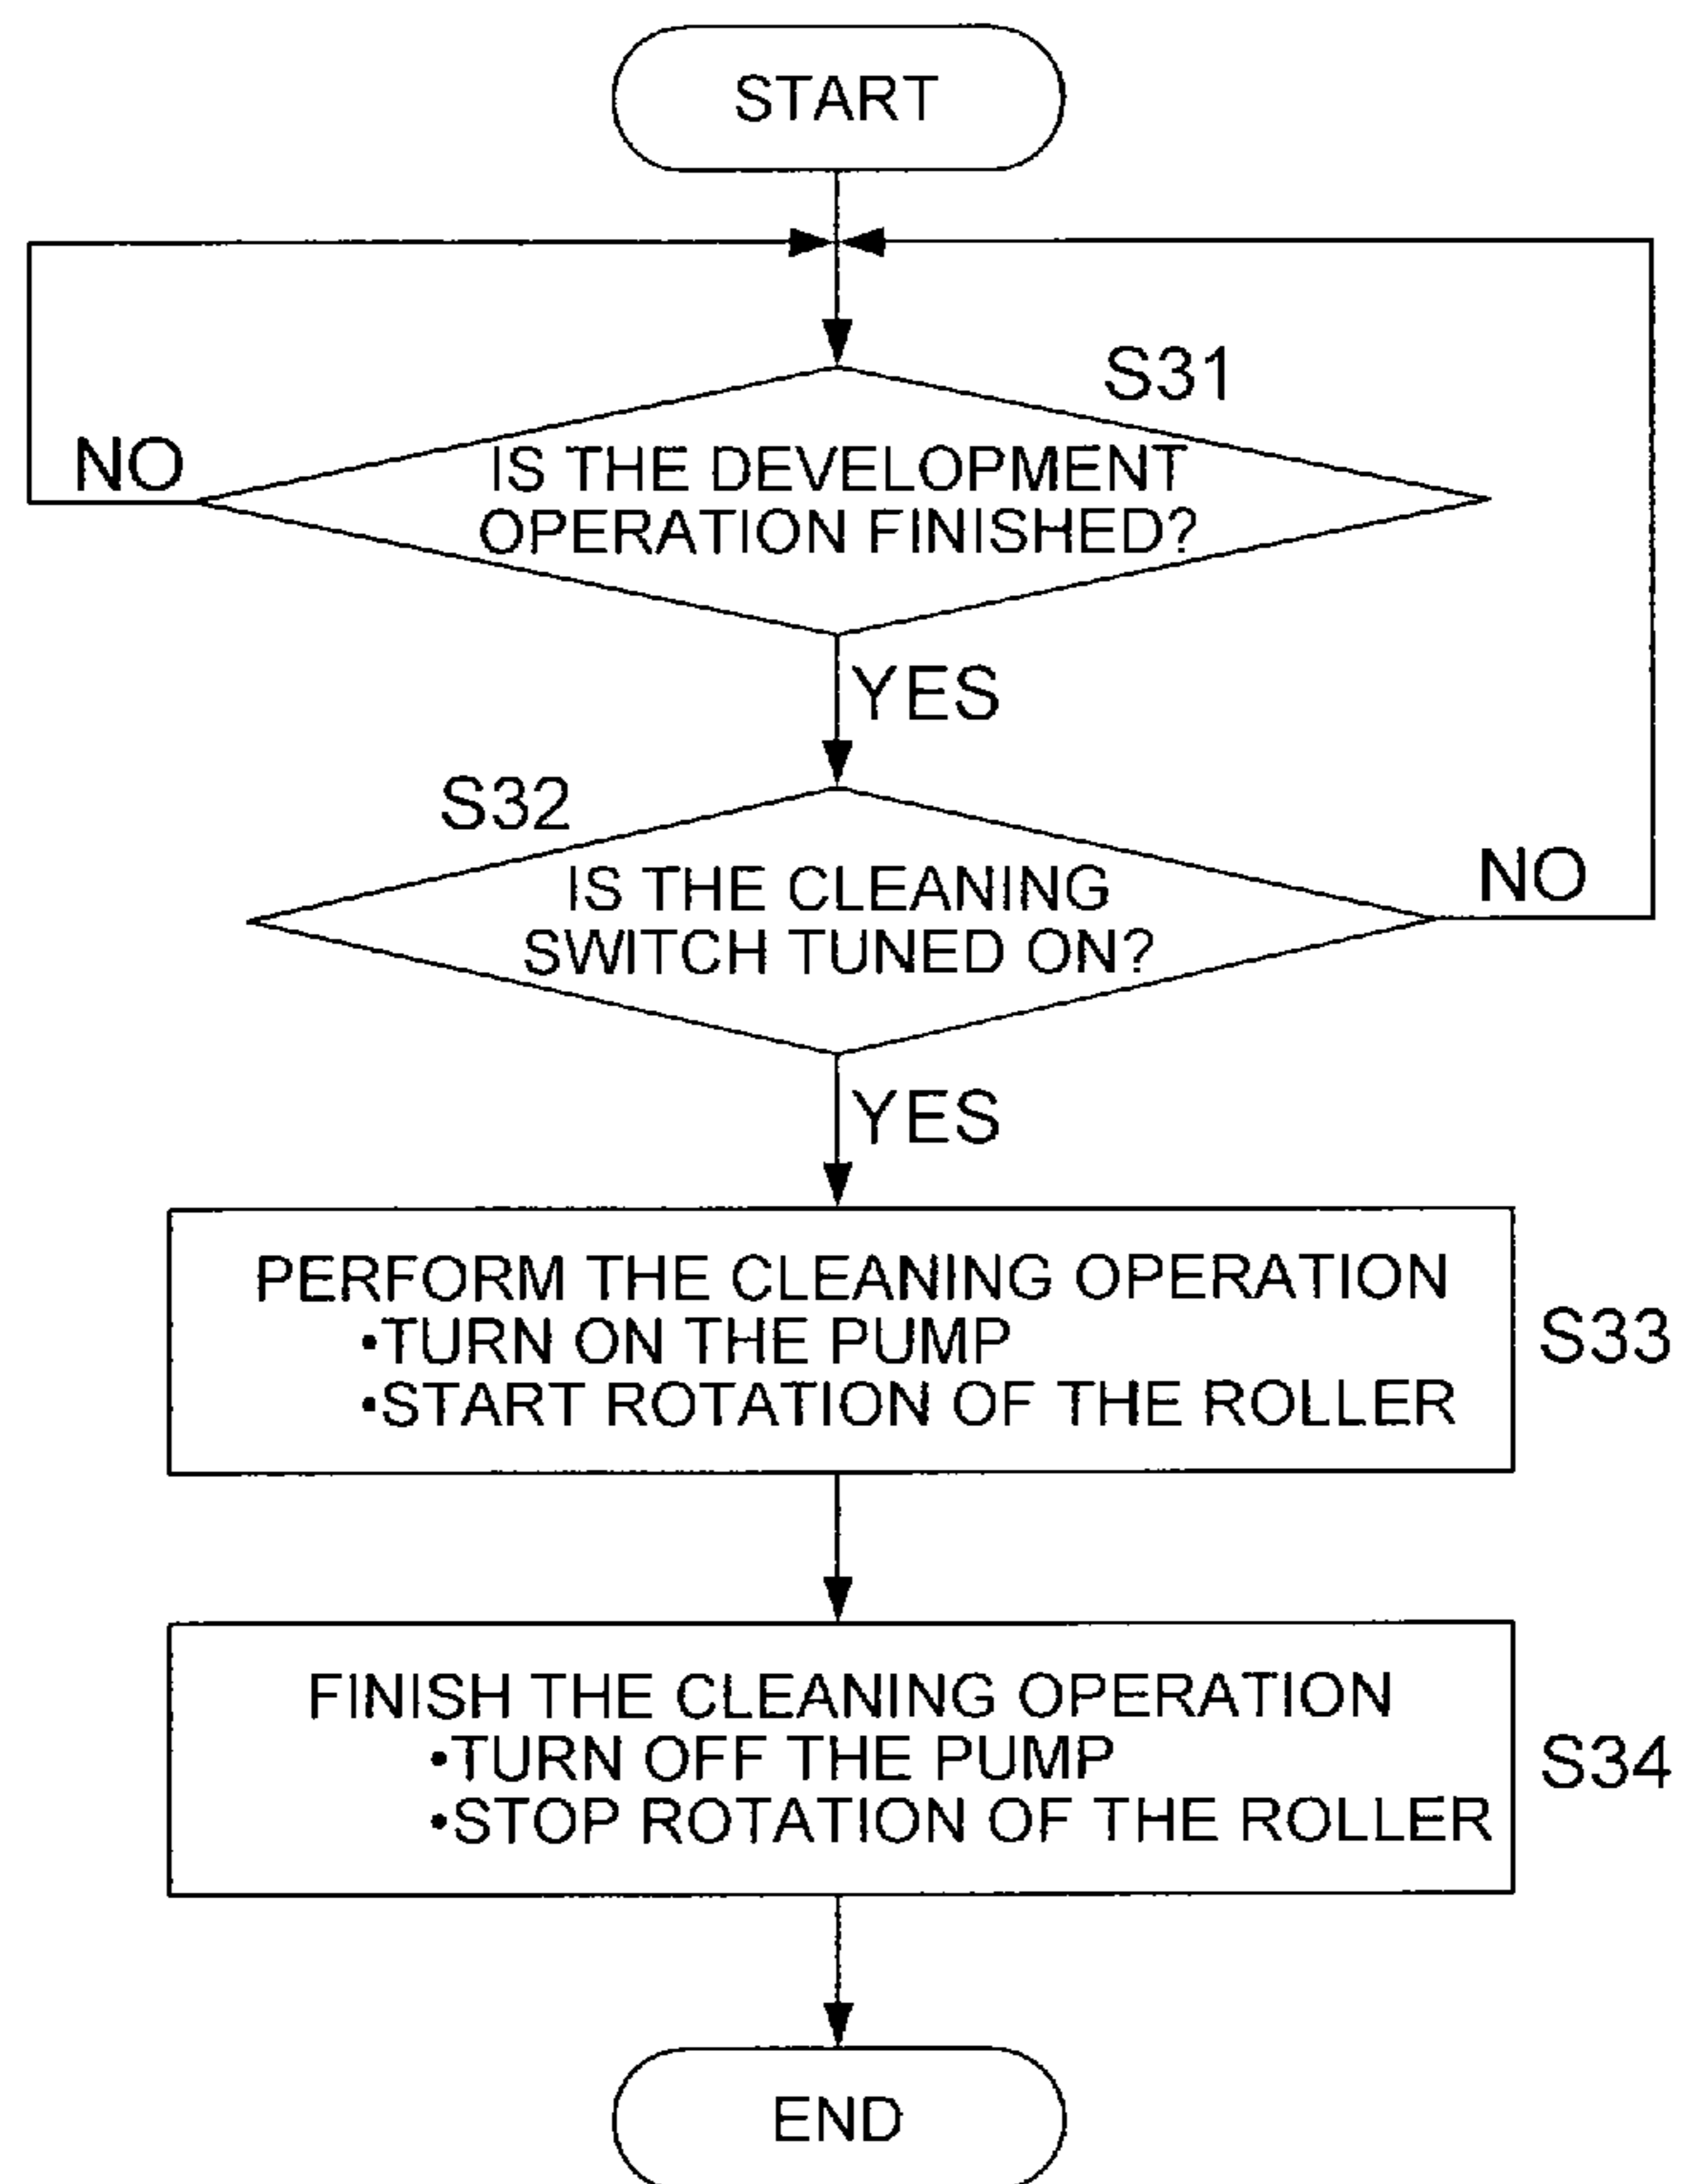 START
S31
NO
IS THE DEVELOPMENT
OPERATION FINISHED?
YES
S32
IS THE CLEANING
SWITCH TUNED ON?
NO
YES
PERFORM THE CLEANING OPERATION
•TURN ON THE PUMP
•START ROTATION OF THE ROLLER
S33
FINISH THE CLEANING OPERATION
•TURN OFF THE PUMP
•STOP ROTATION OF THE ROLLER
S34
END